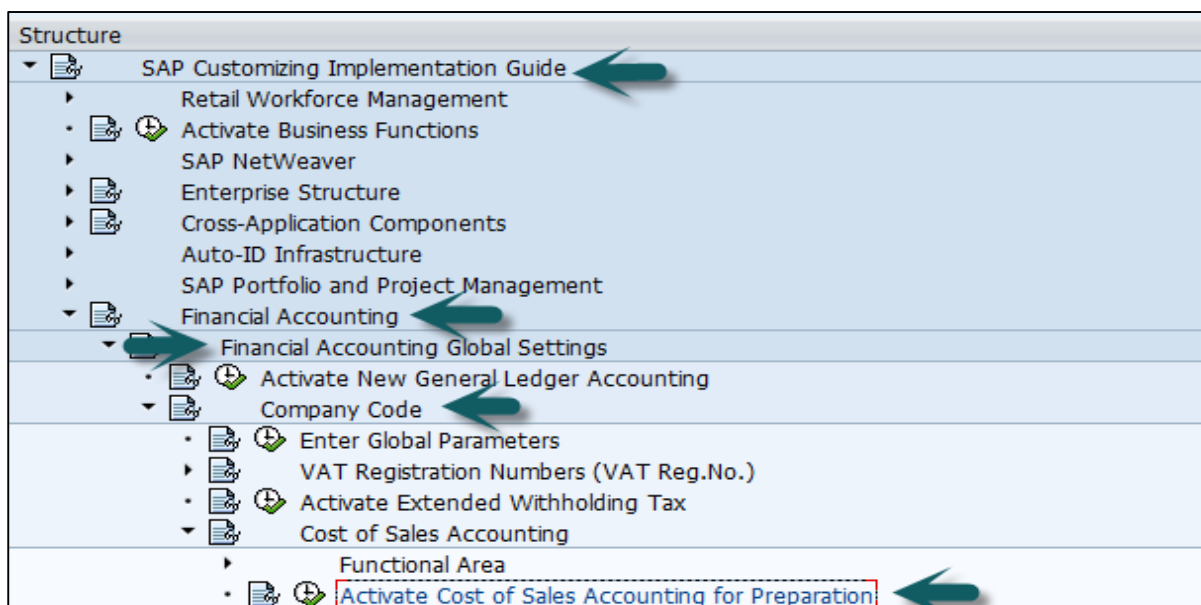 Structure
SAP Customizing Implementation Guide
Retail Workforce Management
Activate Business Functions
SAP NetWeaver
Enterprise Structure
Cross-Application Components
Auto-ID Infrastructure
SAP Portfolio and Project Management
Financial Accounting
Financial Accounting Global Settings
Activate New General Ledger Accounting
Company Code
Enter Global Parameters
VAT Registration Numbers (VAT Reg.No.)
Activate Extended Withholding Tax
Cost of Sales Accounting
Functional Area
Activate Cost of Sales Accounting for Preparation